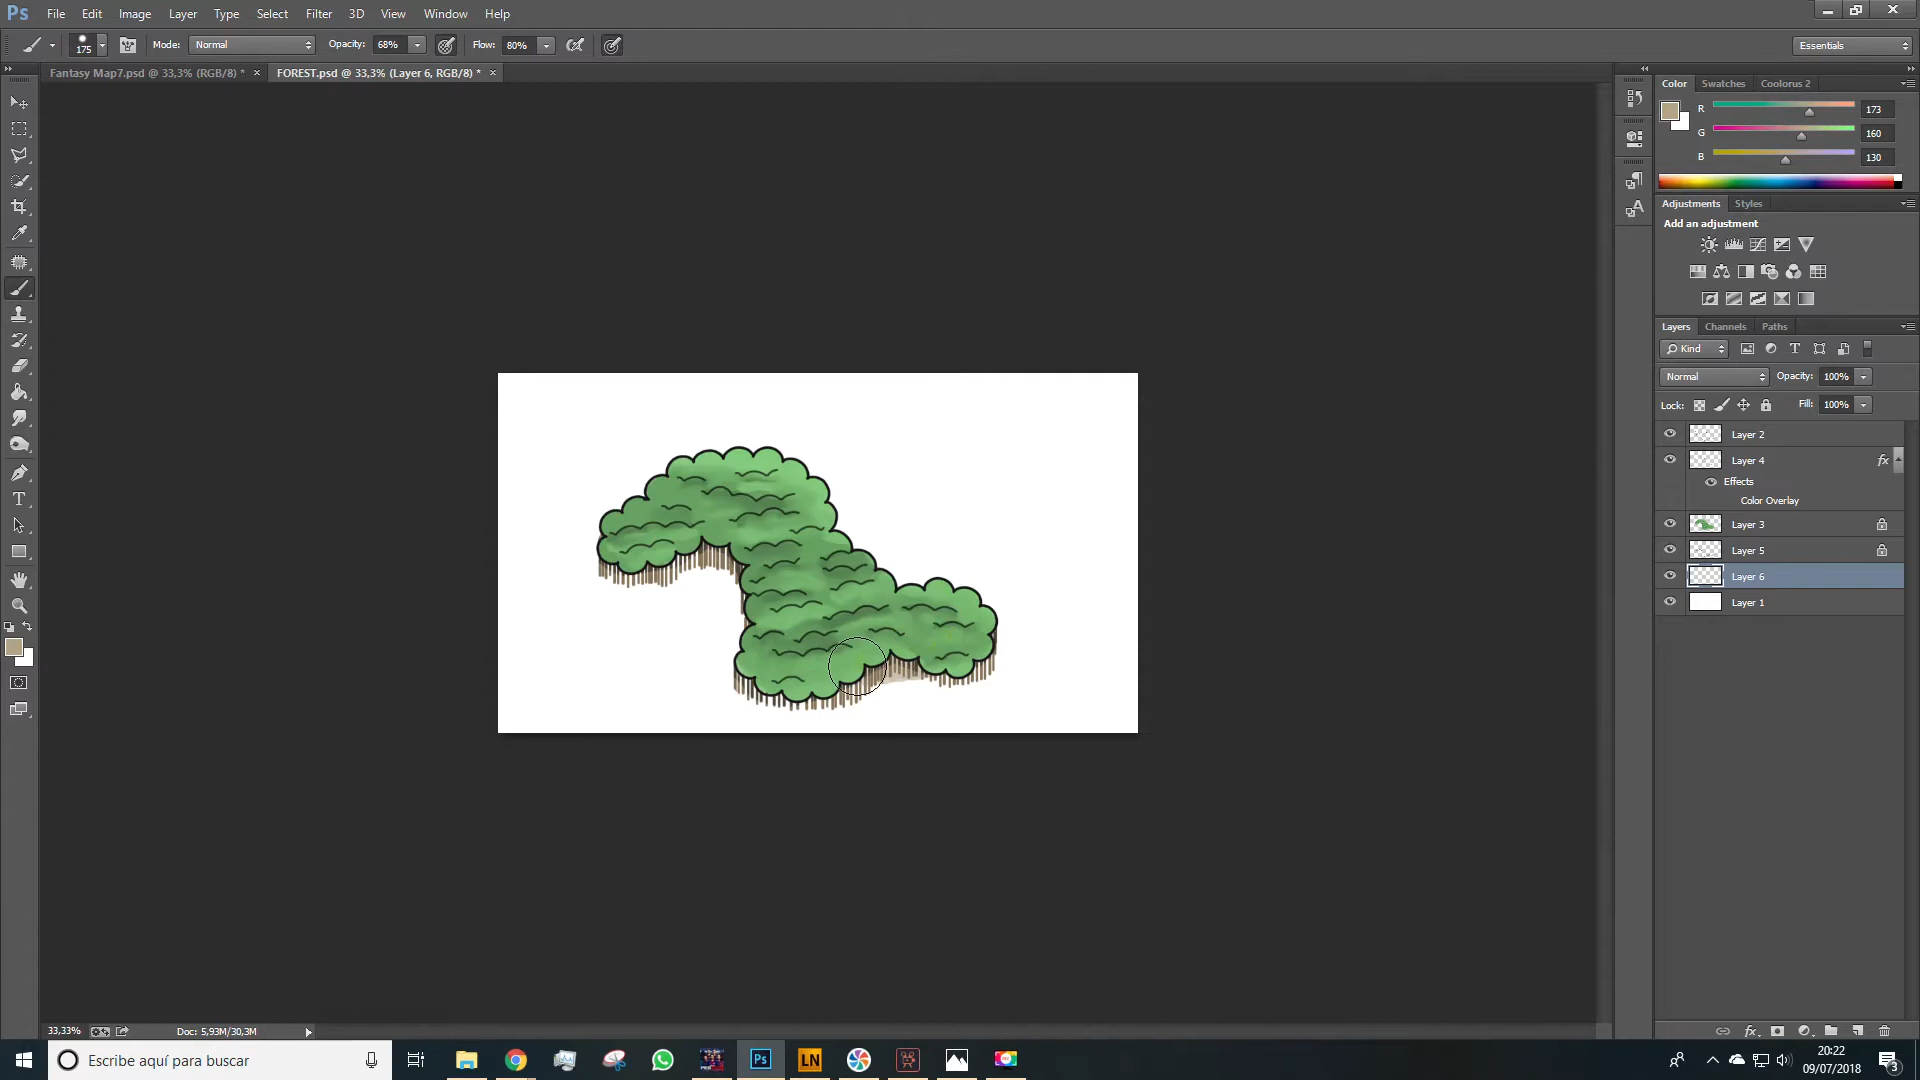 Ps File Edit Image Layer Type Select Filter 3D View Window Help
175 Mode: Normal Opacity: 68% Flow: 80% Essentials
Fantasy Map7.psd @ 33,3% (RGB/8) * FOREST.psd @ 33,3% (Layer 6, RGB/8) *
Color Swatches Coolorus 2
R 173
G 160
B 130
Adjustments Styles
Add an adjustment
Layers Channels Paths
Kind
Normal Opacity: 100%
Lock: Fill: 100%
Layer 2
Layer 4 fx
Effects
Color Overlay
Layer 3
Layer 5
Layer 6
Layer 1
33,33% Doc: 5,93M/30,3M
Escribe aquí para buscar
Ps LN
20:22
09/07/2018
3